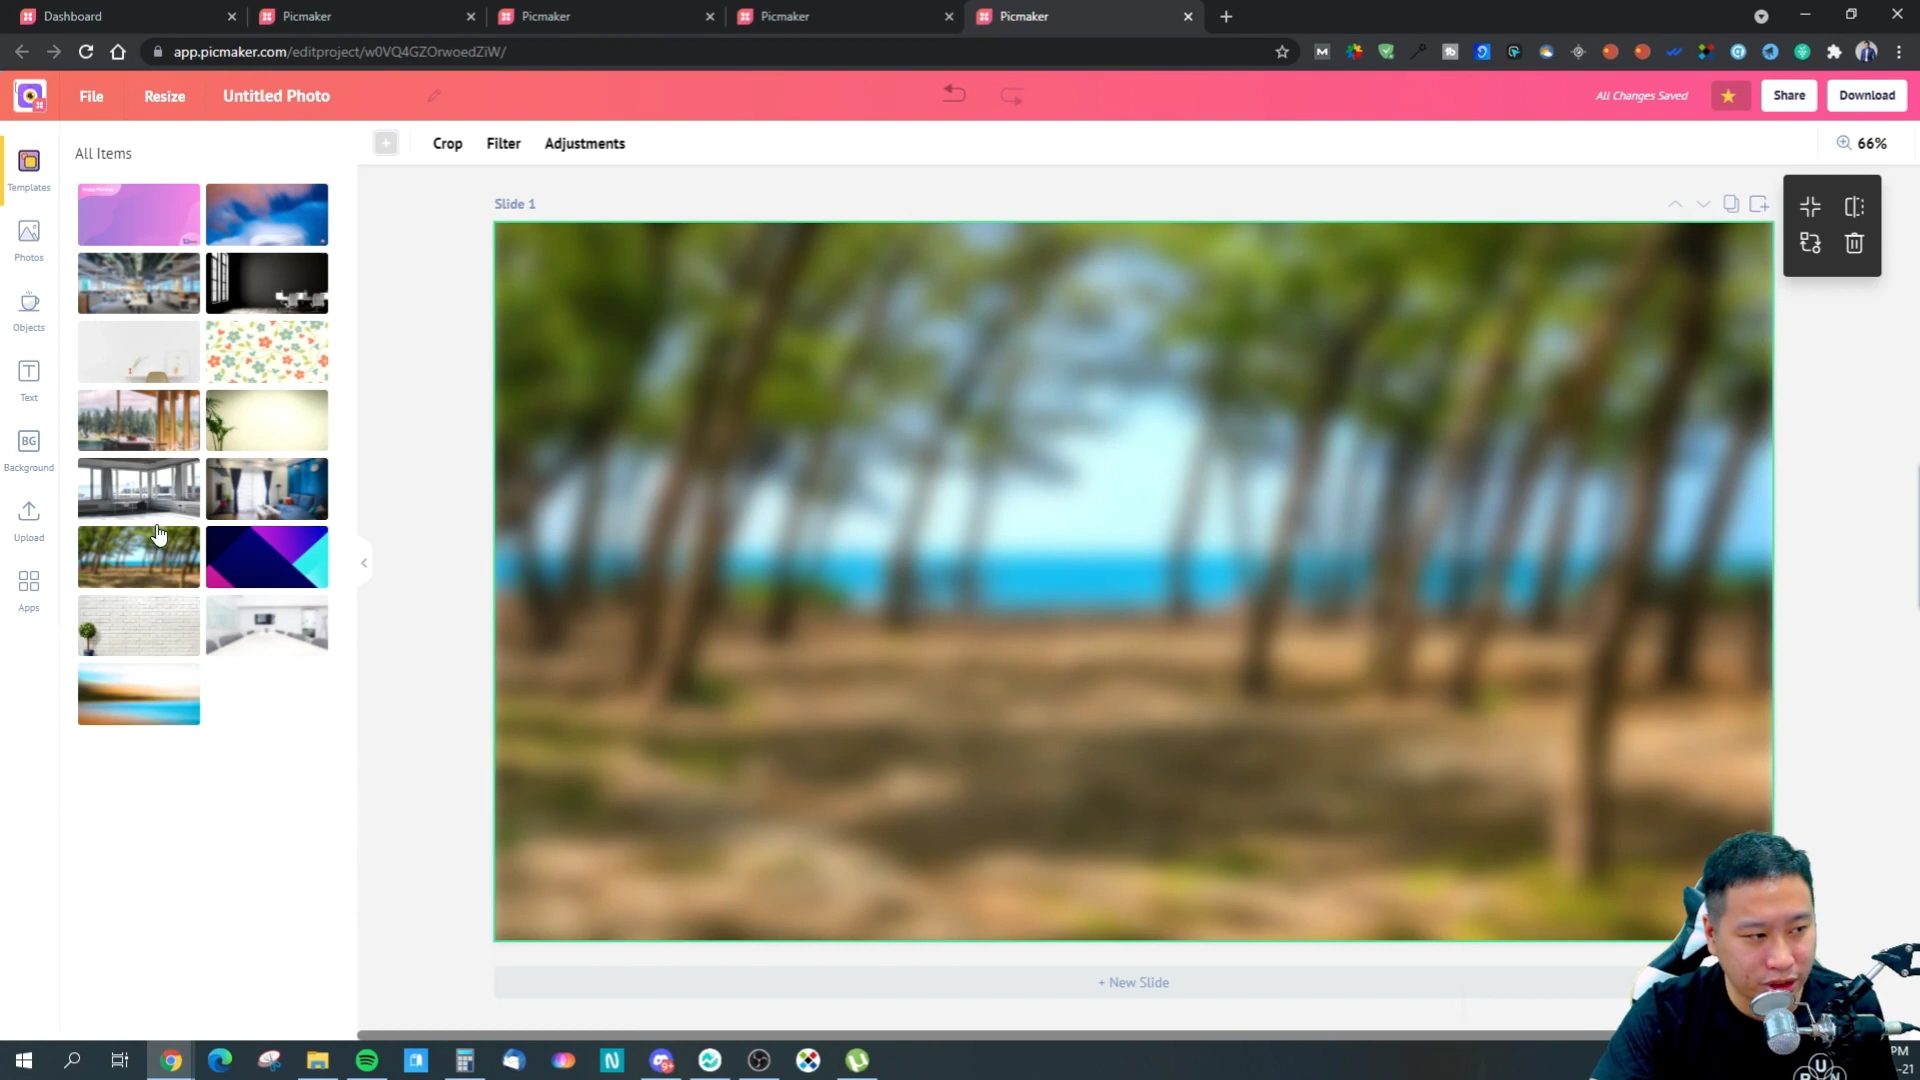 Dashboard
Picmaker
Picmaker
Picmaker
Picmaker
app.picmaker.com/editproject/w0VQ4GZOrwoedZiW/
File
Resize
Untitled Photo
All Changes Saved
Share
Download
Templates
Photos
Objects
Text
BG
Background
Upload
Apps
All Items
Crop
Filter
Adjustments
66%
Slide 1
+ New Slide
PM
-21